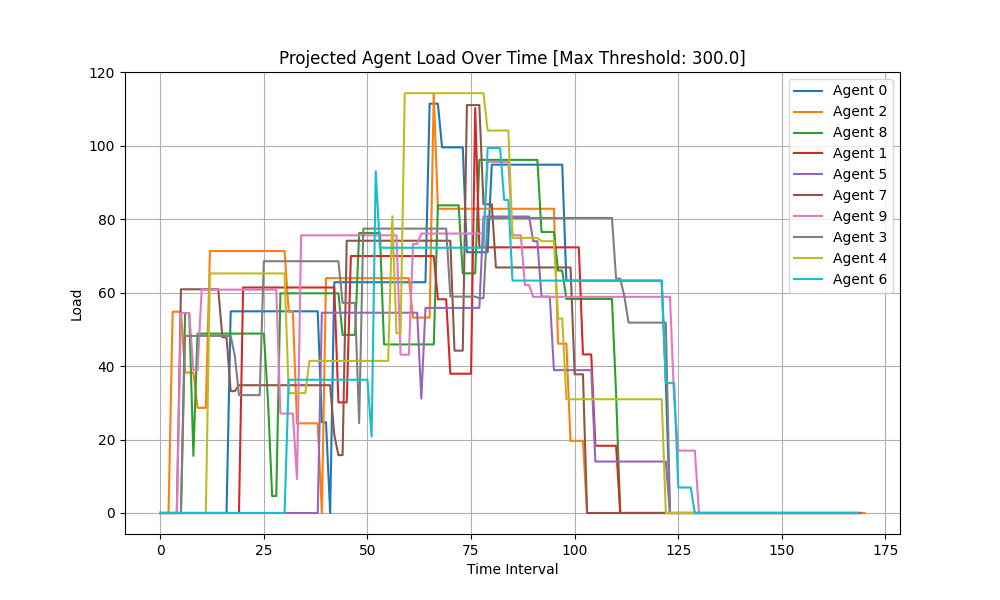 Projected Agent Load Over Time [Max Threshold: 300.0]
120
100
80
60
40
20
0
Load
0 25 50 75 100 125 150 175
Time Interval
Agent 0
Agent 2
Agent 8
Agent 1
Agent 5
Agent 7
Agent 9
Agent 3
Agent 4
Agent 6